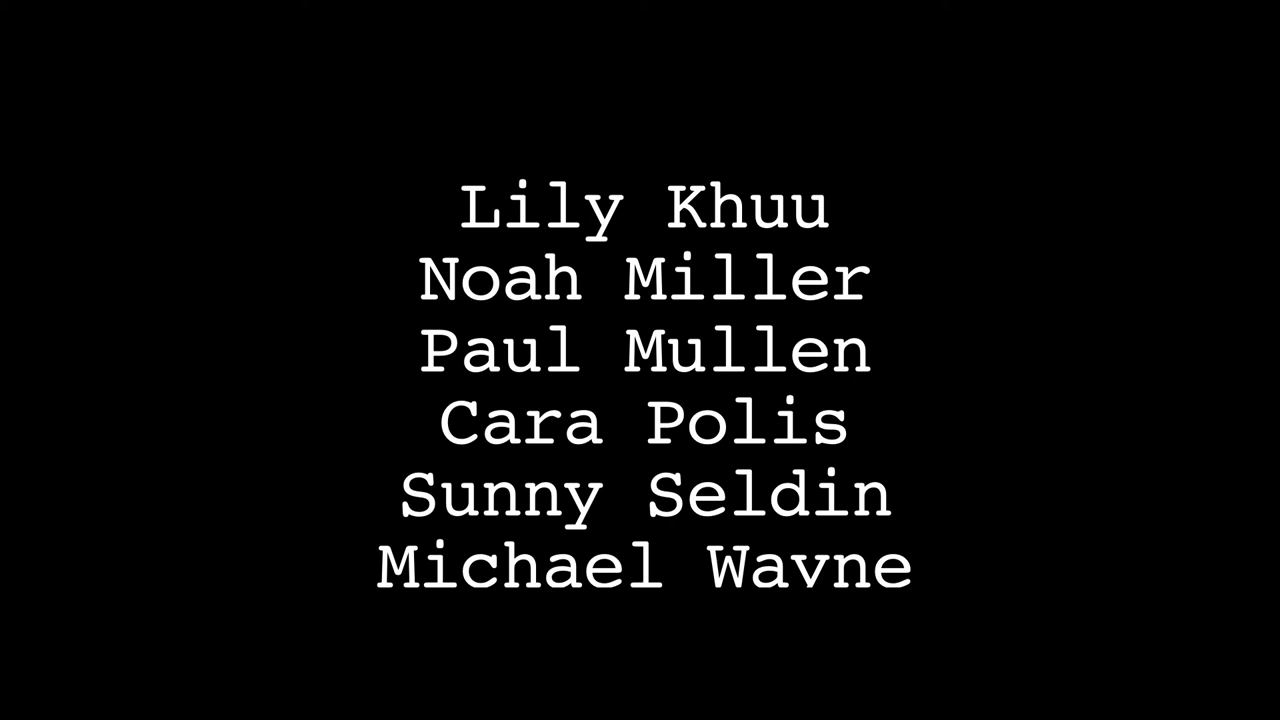 Lily Khuu
Noah Miller
Paul Mullen
Cara Polis
Sunny Seldin
Michael Wayne